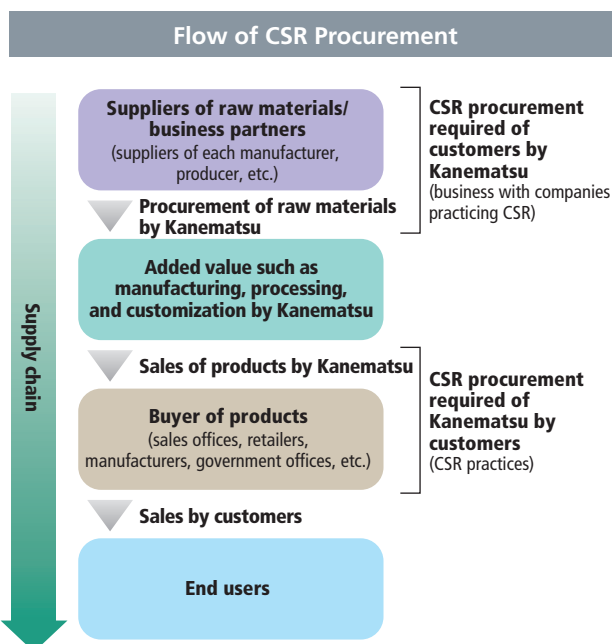 Flow of CSR Procurement
Supply chain
Suppliers of raw materials/
business partners
(suppliers of each manufacturer,
producer, etc.)
CSR procurement
required of
customers by
Kanematsu
(business with companies
practicing CSR)
Procurement of raw materials
by Kanematsu
Added value such as
manufacturing, processing,
and customization by Kanematsu
Sales of products by Kanematsu
CSR procurement
required of
Kanematsu by
customers
(CSR practices)
Buyer of products
(sales offices, retailers,
manufacturers, government offices, etc.)
Sales by customers
End users